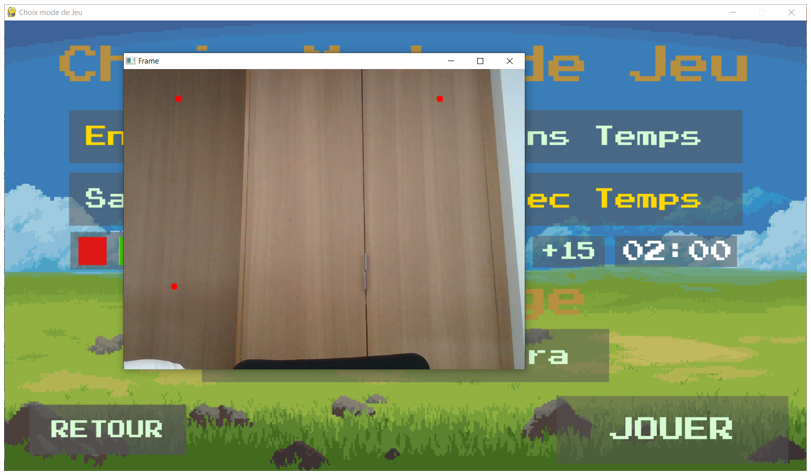 Choix mode de Jeu
Frame
de Jeu
En
ns Temps
Sa
ec Temps
+15
02:00
ge
ra
RETOUR
JOUER